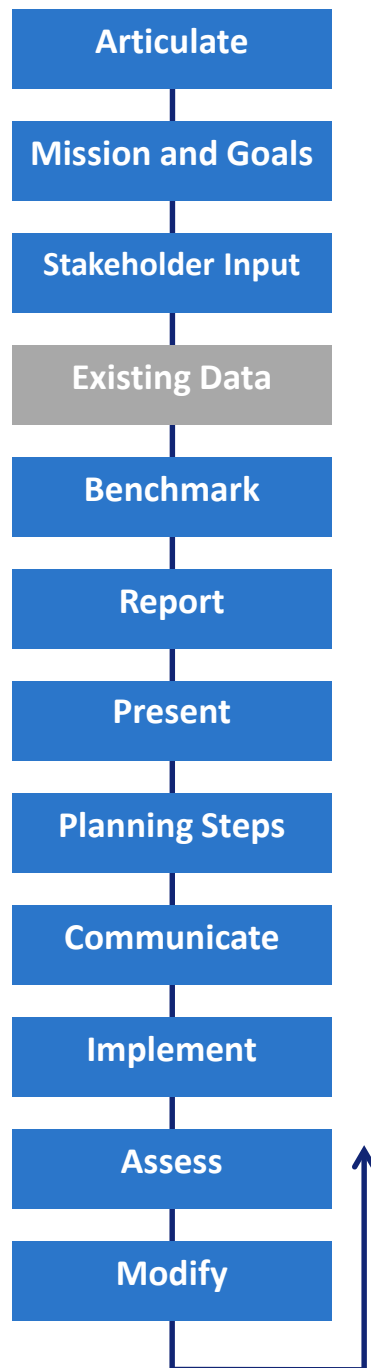 Articulate
Mission and Goals
Stakeholder Input
Existing Data
Benchmark
Report
Present
Planning Steps
Communicate
Implement
Assess
Modify